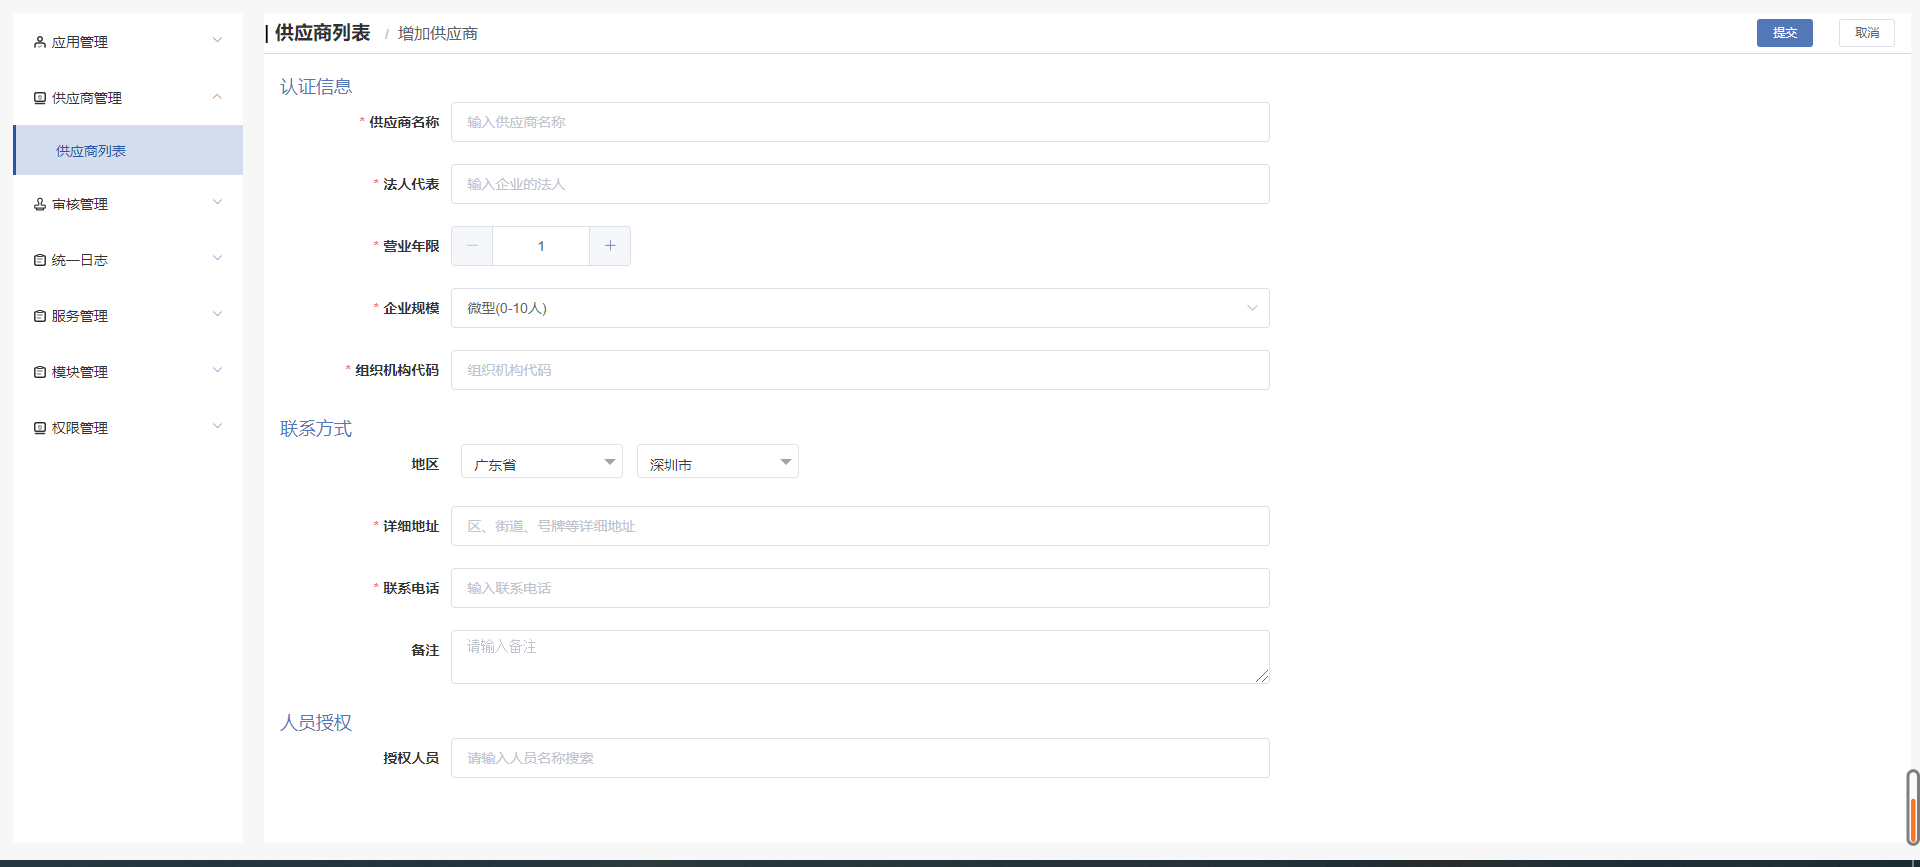 应用管理
供应商管理
供应商列表
审核管理
统一日志
服务管理
模块管理
权限管理
供应商列表 / 增加供应商
提交
取消
认证信息
* 供应商名称 输入供应商名称
* 法人代表 输入企业的法人
* 营业年限 − 1 +
* 企业规模 微型(0-10人)
* 组织机构代码 组织机构代码
联系方式
地区 广东省 深圳市
* 详细地址 区、街道、号牌等详细地址
* 联系电话 输入联系电话
备注 请输入备注
人员授权
授权人员 请输入人员名称搜索